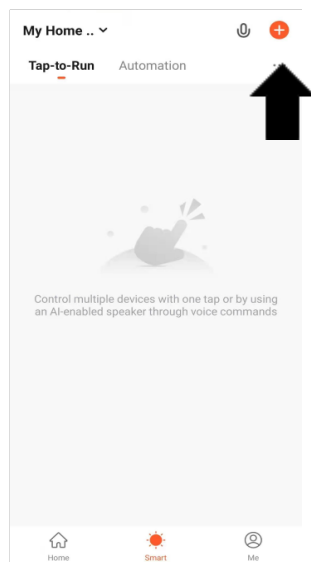 My Home ..
Tap-to-Run Automation
Control multiple devices with one tap or by using
an AI-enabled speaker through voice commands
Home Smart Me